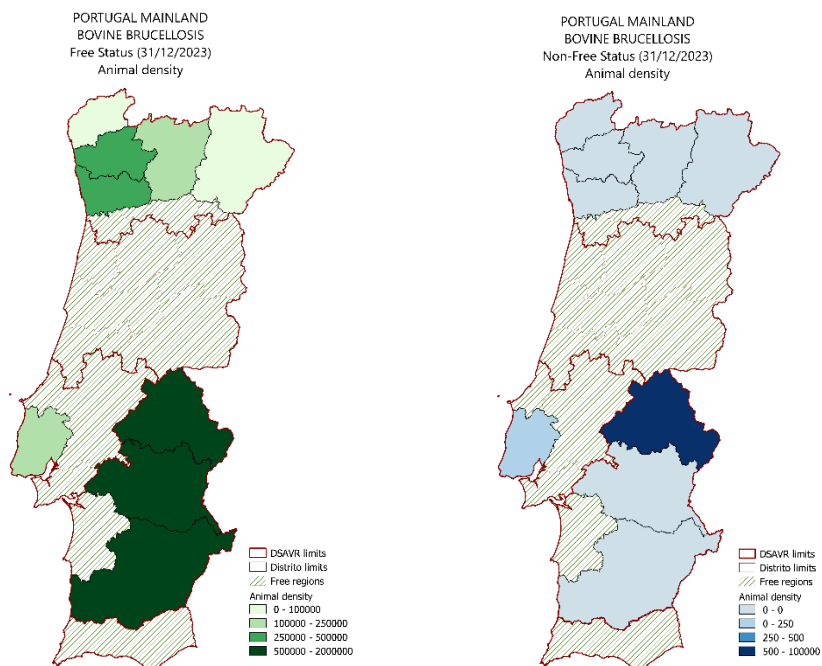 PORTUGAL MAINLAND
BOVINE BRUCELLOSIS
Free Status (31/12/2023)
Animal density
DSAVR limits
Distrito limits
Free regions
Animal density
0 - 100000
100000 - 250000
250000 - 500000
500000 - 2000000
PORTUGAL MAINLAND
BOVINE BRUCELLOSIS
Non-Free Status (31/12/2023)
Animal density
DSAVR limits
Distrito limits
Free regions
Animal density
0 - 0
0 - 250
250 - 500
500 - 100000